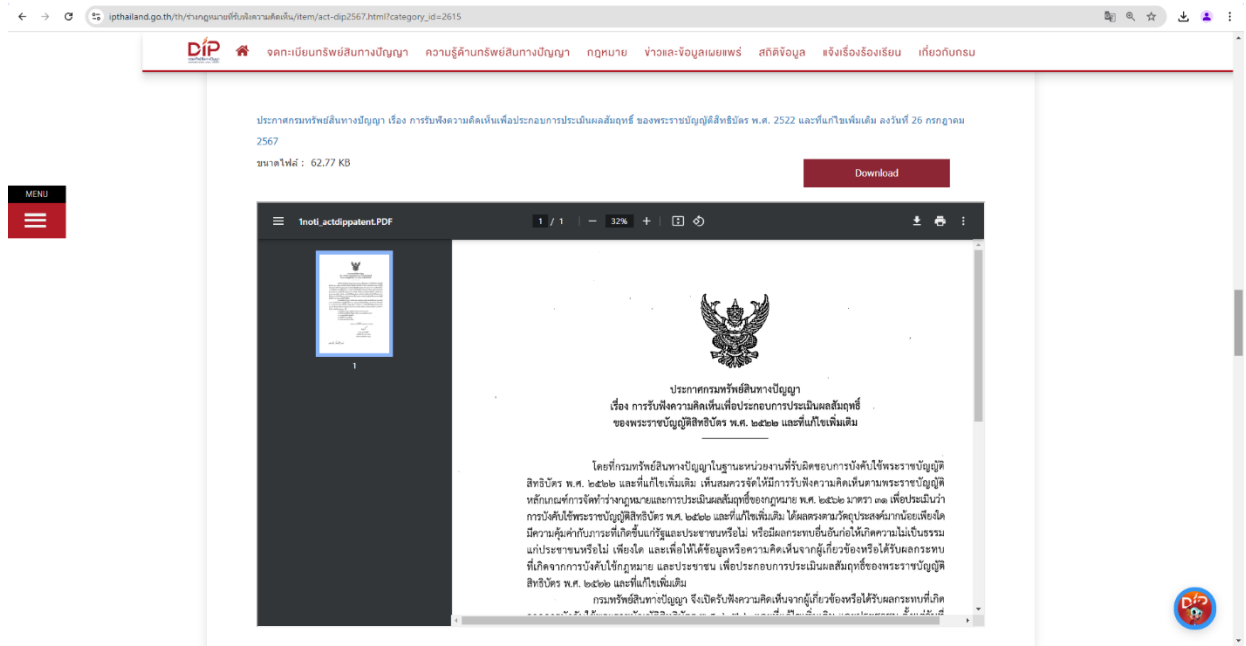 ipthailand.go.th/th/ร่างกฎหมายที่รับฟังความคิดเห็น/item/act-dip2567.html?category_id=2615
DIP
จดทะเบียนทรัพย์สินทางปัญญา ความรู้ด้านทรัพย์สินทางปัญญา กฎหมาย ข่าวและข้อมูลเผยแพร่ สถิติข้อมูล แจ้งเรื่องร้องเรียน เกี่ยวกับกรม
ประกาศกรมทรัพย์สินทางปัญญา เรื่อง การรับฟังความคิดเห็นเพื่อประกอบการประเมินผลสัมฤทธิ์ ของพระราชบัญญัติสิทธิบัตร พ.ศ. 2522 และที่แก้ไขเพิ่มเติม ลงวันที่ 26 กรกฎาคม
2567
ขนาดไฟล์ : 62.77 KB
Download
MENU
1noti_actdippatent.PDF
1 / 1
32%
1
ประกาศกรมทรัพย์สินทางปัญญา
เรื่อง การรับฟังความคิดเห็นเพื่อประกอบการประเมินผลสัมฤทธิ์
ของพระราชบัญญัติสิทธิบัตร พ.ศ. ๒๕๒๒ และที่แก้ไขเพิ่มเติม
โดยที่กรมทรัพย์สินทางปัญญาในฐานะหน่วยงานที่รับผิดชอบการบังคับใช้พระราชบัญญัติ
สิทธิบัตร พ.ศ. ๒๕๒๒ และที่แก้ไขเพิ่มเติม เห็นสมควรจัดให้มีการรับฟังความคิดเห็นตามพระราชบัญญัติ
หลักเกณฑ์การจัดทำร่างกฎหมายและการประเมินผลสัมฤทธิ์ของกฎหมาย พ.ศ. ๒๕๖๒ มาตรา ๓๑ เพื่อประเมินว่า
การบังคับใช้พระราชบัญญัติสิทธิบัตร พ.ศ. ๒๕๒๒ และที่แก้ไขเพิ่มเติม ได้ผลตรงตามวัตถุประสงค์มากน้อยเพียงใด
มีความคุ้มค่ากับภาระที่เกิดขึ้นแก่รัฐและประชาชนหรือไม่ หรือมีผลกระทบอื่นอันก่อให้เกิดความไม่เป็นธรรม
แก่ประชาชนหรือไม่ เพียงใด และเพื่อให้ได้ข้อมูลหรือความคิดเห็นจากผู้เกี่ยวข้องหรือได้รับผลกระทบ
ที่เกิดจากการบังคับใช้กฎหมาย และประชาชน เพื่อประกอบการประเมินผลสัมฤทธิ์ของพระราชบัญญัติ
สิทธิบัตร พ.ศ. ๒๕๒๒ และที่แก้ไขเพิ่มเติม
กรมทรัพย์สินทางปัญญา จึงเปิดรับฟังความคิดเห็นจากผู้เกี่ยวข้องหรือได้รับผลกระทบที่เกิด
DIP